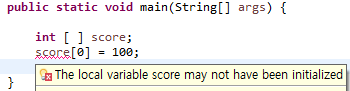 public static void main(String[] args) {
int [ ] score;
score[0] = 100;
The local variable score may not have been initialized
}